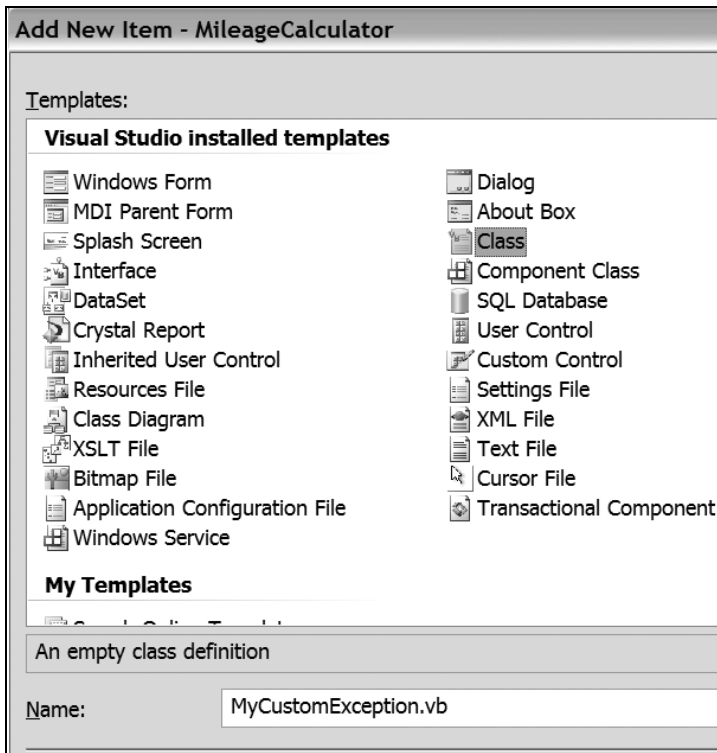 Add New Item - MileageCalculator
Templates:
Visual Studio installed templates
Windows Form
MDI Parent Form
Splash Screen
Interface
DataSet
Crystal Report
Inherited User Control
Resources File
Class Diagram
XSLT File
Bitmap File
Application Configuration File
Windows Service
Dialog
About Box
Class
Component Class
SQL Database
User Control
Custom Control
Settings File
XML File
Text File
Cursor File
Transactional Component
My Templates
An empty class definition
Name: MyCustomException.vb